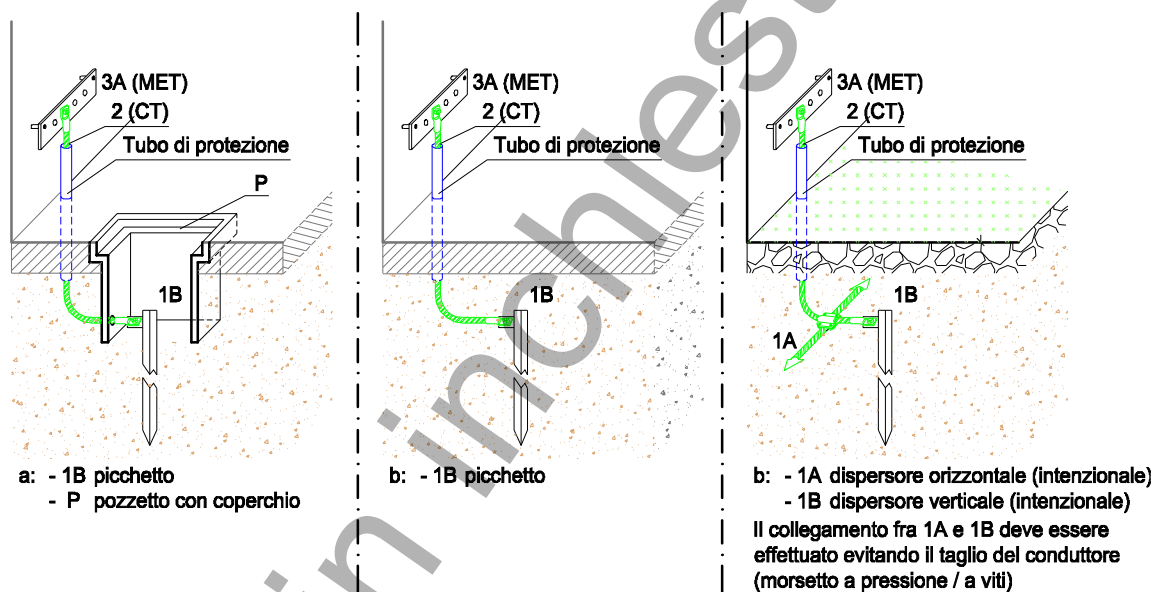 3A (MET)
2 (CT)
Tubo di protezione
P
1B
a: - 1B picchetto
- P pozzetto con coperchio
3A (MET)
2 (CT)
Tubo di protezione
1B
b: - 1B picchetto
3A (MET)
2 (CT)
Tubo di protezione
1B
1A
b: - 1A dispersore orizzontale (intenzionale)
- 1B dispersore verticale (intenzionale)
Il collegamento fra 1A e 1B deve essere
effettuato evitando il taglio del conduttore
(morsetto a pressione / a viti)
in inchiest